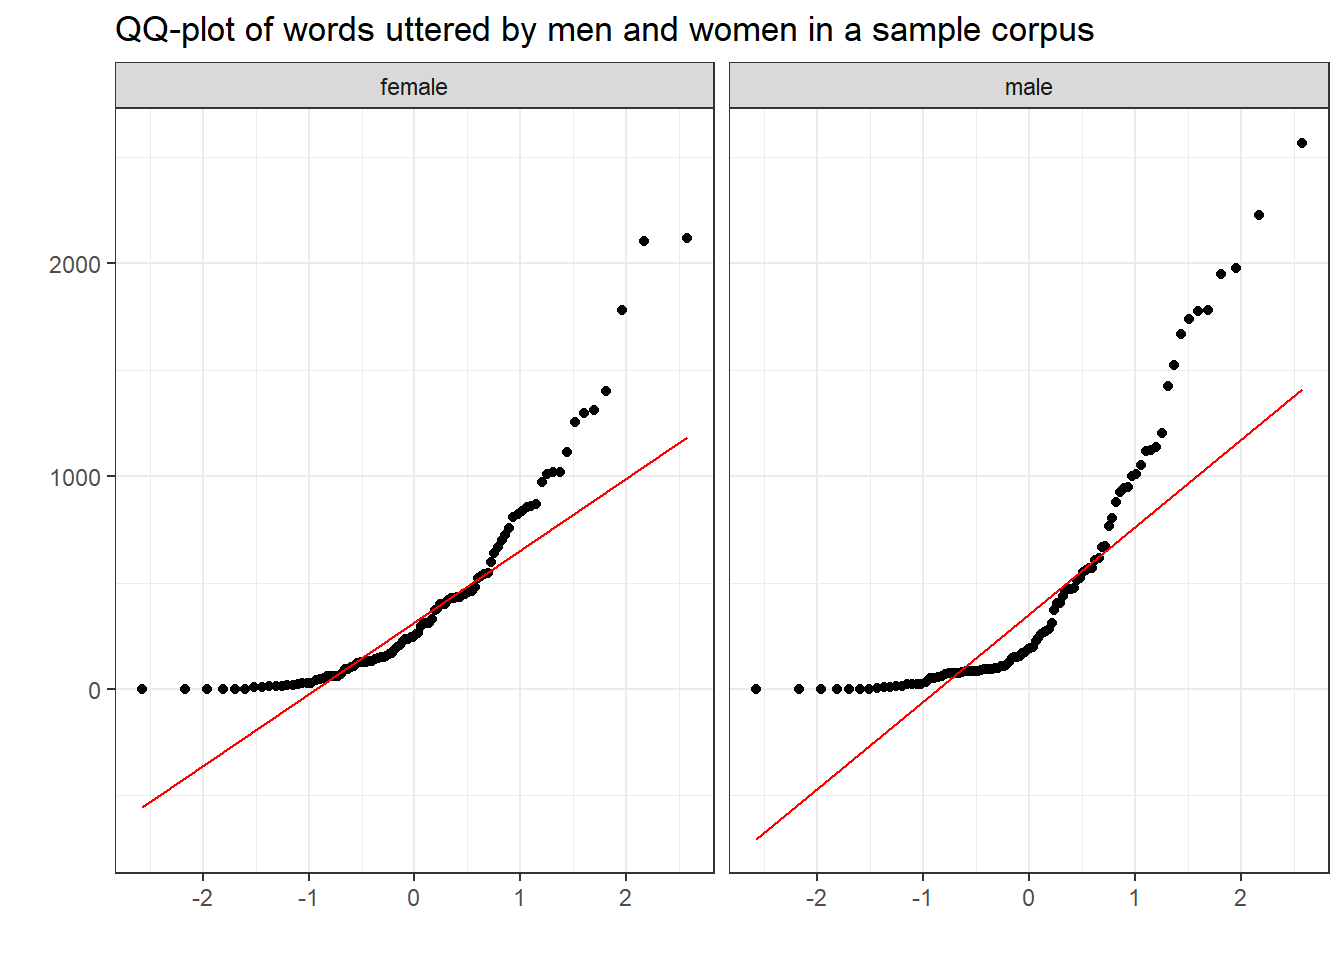 QQ-plot of words uttered by men and women in a sample corpus
female male
2000
1000
0
-2 -1 0 1 2 -2 -1 0 1 2